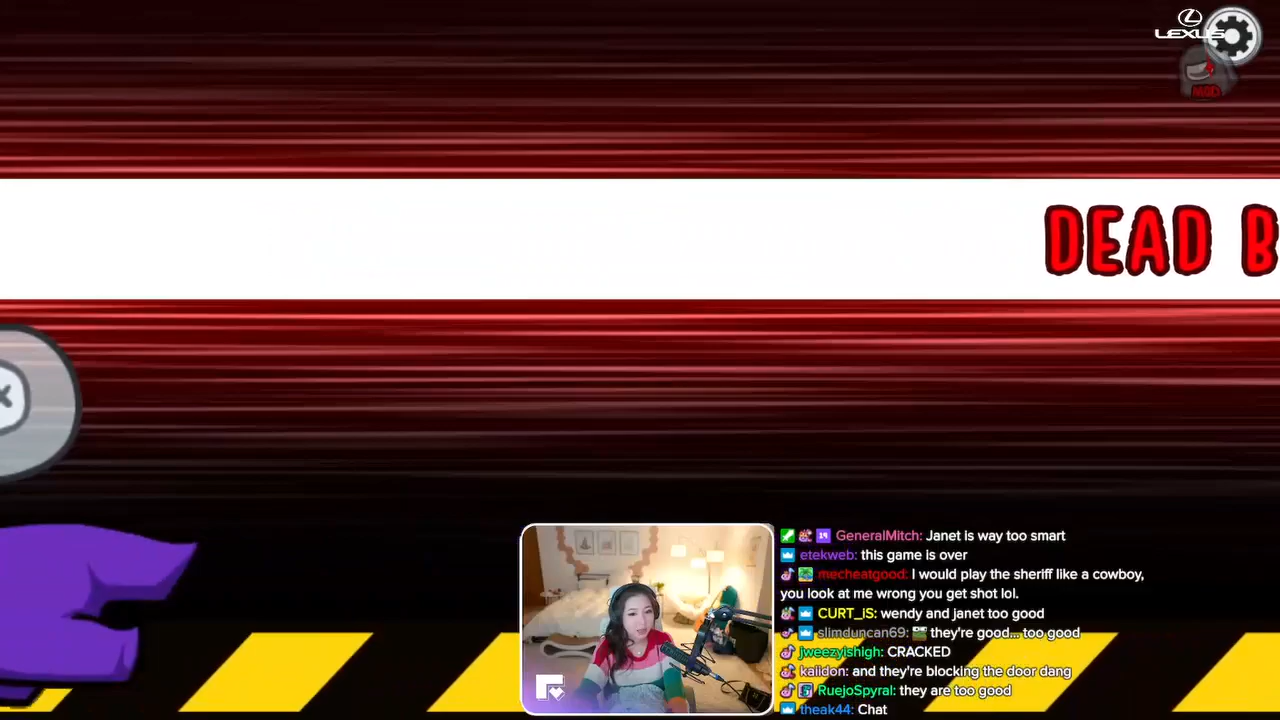 LEXUS
MOD
DEAD B
GeneralMitch: Janet is way too smart
etekweb: this game is over
mecheatgood: I would play the sheriff like a cowboy,
you look at me wrong you get shot lol.
CURT_iS: wendy and janet too good
slimduncan69: they're good... too good
jweezyishigh: CRACKED
kaiidon: and they're blocking the door dang
RuejoSpyral: they are too good
theak44: Chat